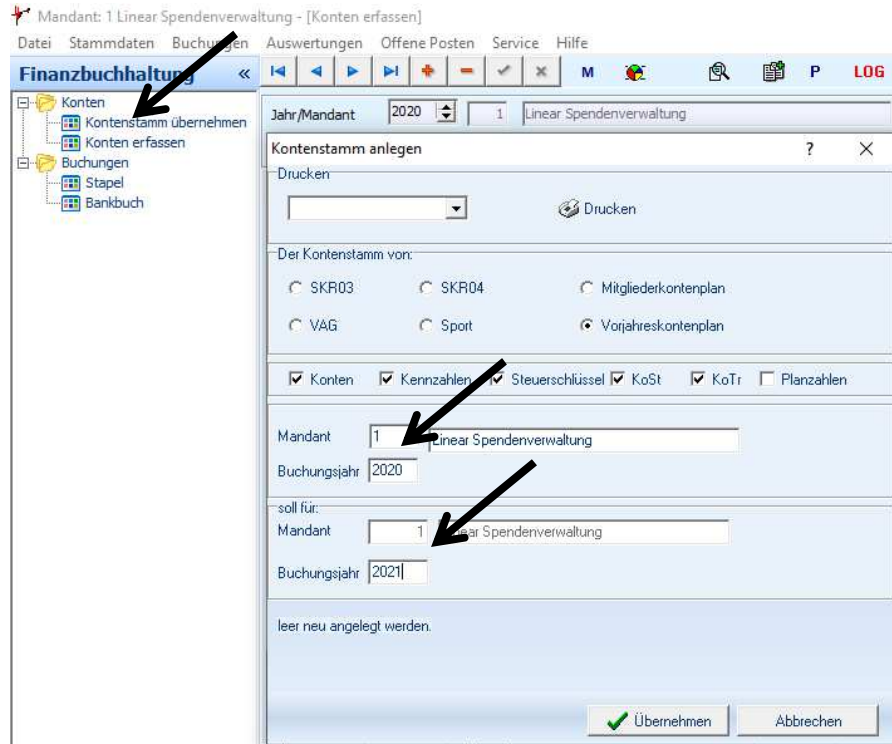 Mandant: 1 Linear Spendenverwaltung - [Konten erfassen]
Datei Stammdaten Buchungen Auswertungen Offene Posten Service Hilfe
Finanzbuchhaltung «
M P LOG
Konten
Kontenstamm übernehmen
Konten erfassen
Buchungen
Stapel
Bankbuch
Jahr/Mandant 2020 1 Linear Spendenverwaltung
Kontenstamm anlegen ? X
Drucken
Drucken
Der Kontenstamm von:
SKR03 SKR04 Mitgliederkontenplan
VAG Sport Vorjahreskontenplan
Konten Kennzahlen Steuerschlüssel KoSt KoTr Planzahlen
Mandant 1 Linear Spendenverwaltung
Buchungsjahr 2020
soll für:
Mandant 1 Linear Spendenverwaltung
Buchungsjahr 2021
leer neu angelegt werden.
Übernehmen Abbrechen